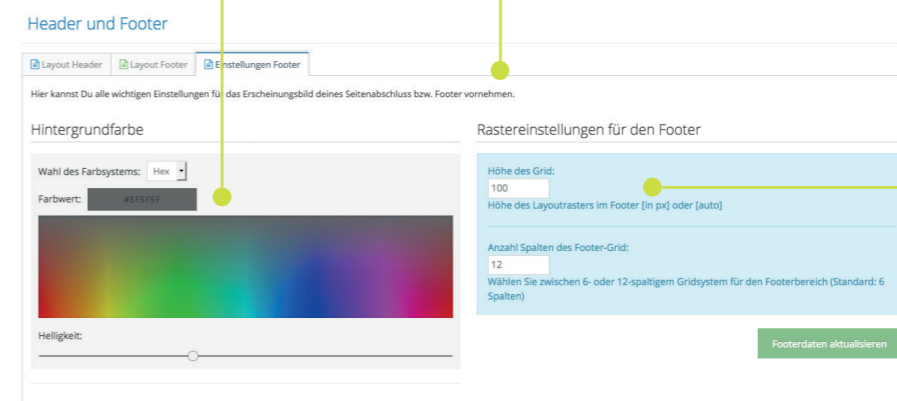 Header und Footer
Layout Header Layout Footer Einstellungen Footer
Hier kannst Du alle wichtigen Einstellungen für das Erscheinungsbild deines Seitenabschluss bzw. Footer vornehmen.
Hintergrundfarbe
Wahl des Farbsystems: Hex
Farbwert: #5F5F5F
Helligkeit:
Rastereinstellungen für den Footer
Höhe des Grid:
100
Höhe des Layoutrasters im Footer [in px] oder [auto]
Anzahl Spalten des Footer-Grid:
12
Wählen Sie zwischen 6- oder 12-spaltigem Gridsystem für den Footerbereich (Standard: 6
Spalten)
Footerdaten aktualisieren